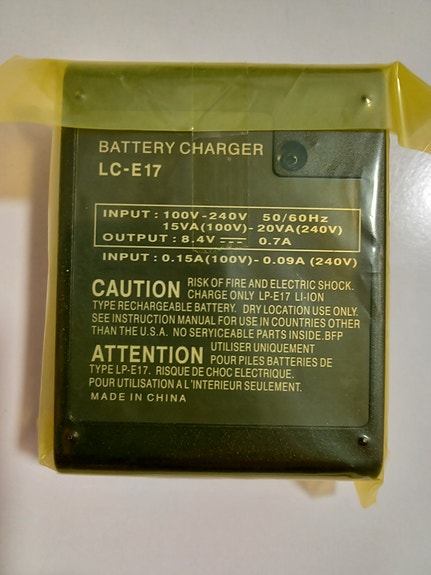 BATTERY CHARGER
LC-E17
INPUT : 100V-240V 50/60Hz
15VA(100V)-20VA(240V)
OUTPUT : 8.4V 0.7A
INPUT : 0.15A(100V)-0.09A (240V)
CAUTION RISK OF FIRE AND ELECTRIC SHOCK.
CHARGE ONLY LP-E17 LI-ION
TYPE RECHARGEABLE BATTERY. DRY LOCATION USE ONLY.
SEE INSTRUCTION MANUAL FOR USE IN COUNTRIES OTHER
THAN THE U.S.A. NO SERYICEABLE PARTS INSIDE.BFP
ATTENTION UTILISER UNIQUEMENT
POUR PILES BATTERIES DE
TYPE LP-E17. RISQUE DE CHOC ELECTRIQUE.
POUR UTILISATION A L'INTERIEUR SEULEMENT.
MADE IN CHINA